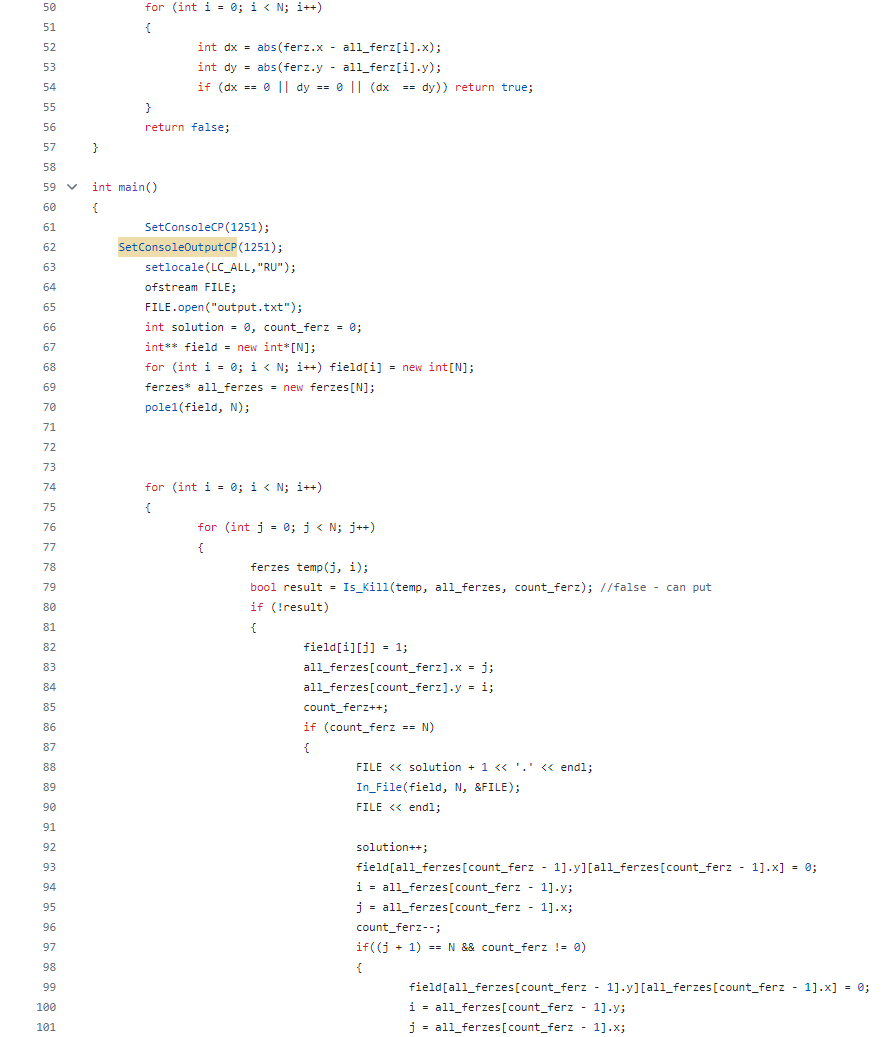 50 for (int i = 0; i < N; i++)
51 {
52 int dx = abs(ferz.x - all_ferz[i].x);
53 int dy = abs(ferz.y - all_ferz[i].y);
54 if (dx == 0 || dy == 0 || (dx  == dy)) return true;
55 }
56 return false;
57 }
58
59 int main()
60 {
61 SetConsoleCP(1251);
62 SetConsoleOutputCP(1251);
63 setlocale(LC_ALL,"RU");
64 ofstream FILE;
65 FILE.open("output.txt");
66 int solution = 0, count_ferz = 0;
67 int** field = new int*[N];
68 for (int i = 0; i < N; i++) field[i] = new int[N];
69 ferzes* all_ferzes = new ferzes[N];
70 pole1(field, N);
71
72
73
74 for (int i = 0; i < N; i++)
75 {
76 for (int j = 0; j < N; j++)
77 {
78 ferzes temp(j, i);
79 bool result = Is_Kill(temp, all_ferzes, count_ferz); //false - can put
80 if (!result)
81 {
82 field[i][j] = 1;
83 all_ferzes[count_ferz].x = j;
84 all_ferzes[count_ferz].y = i;
85 count_ferz++;
86 if (count_ferz == N)
87 {
88 FILE << solution + 1 << '.' << endl;
89 In_File(field, N, &FILE);
90 FILE << endl;
91
92 solution++;
93 field[all_ferzes[count_ferz - 1].y][all_ferzes[count_ferz - 1].x] = 0;
94 i = all_ferzes[count_ferz - 1].y;
95 j = all_ferzes[count_ferz - 1].x;
96 count_ferz--;
97 if((j + 1) == N && count_ferz != 0)
98 {
99 field[all_ferzes[count_ferz - 1].y][all_ferzes[count_ferz - 1].x] = 0;
100 i = all_ferzes[count_ferz - 1].y;
101 j = all_ferzes[count_ferz - 1].x;